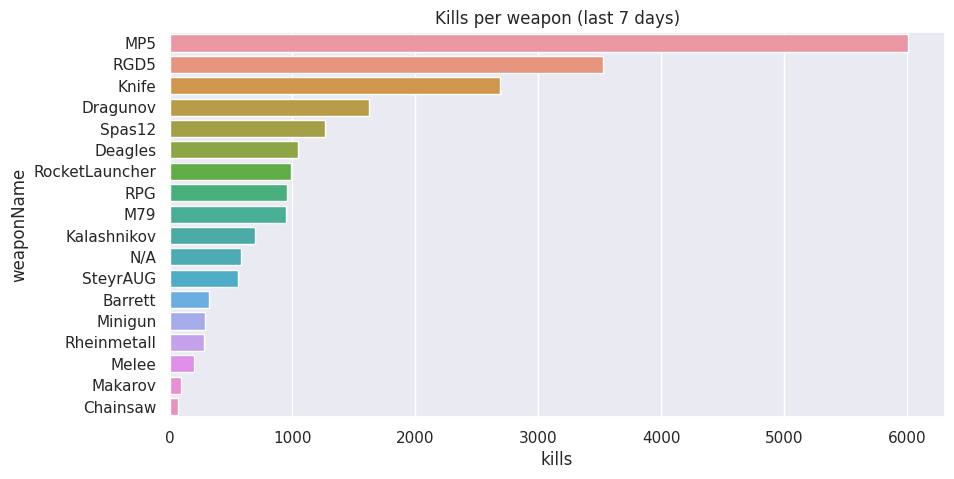 Kills per weapon (last 7 days)
weaponName
MP5
RGD5
Knife
Dragunov
Spas12
Deagles
RocketLauncher
RPG
M79
Kalashnikov
N/A
SteyrAUG
Barrett
Minigun
Rheinmetall
Melee
Makarov
Chainsaw
0 1000 2000 3000 4000 5000 6000
kills